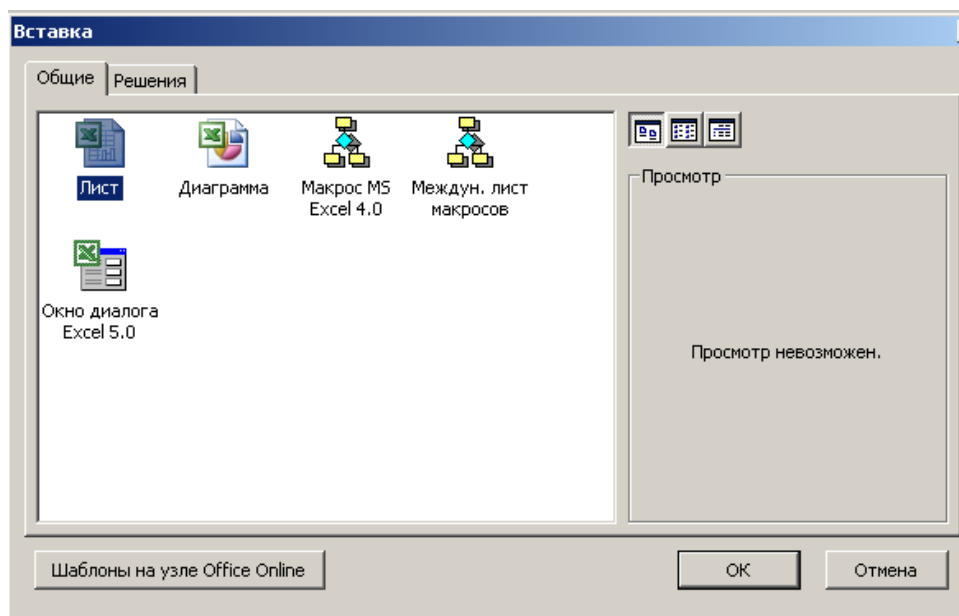 Вставка
Общие
Решения
Лист
Диаграмма
Макрос MS
Excel 4.0
Междун. лист
макросов
Окно диалога
Excel 5.0
Просмотр
Просмотр невозможен.
Шаблоны на узле Office Online
ОК
Отмена